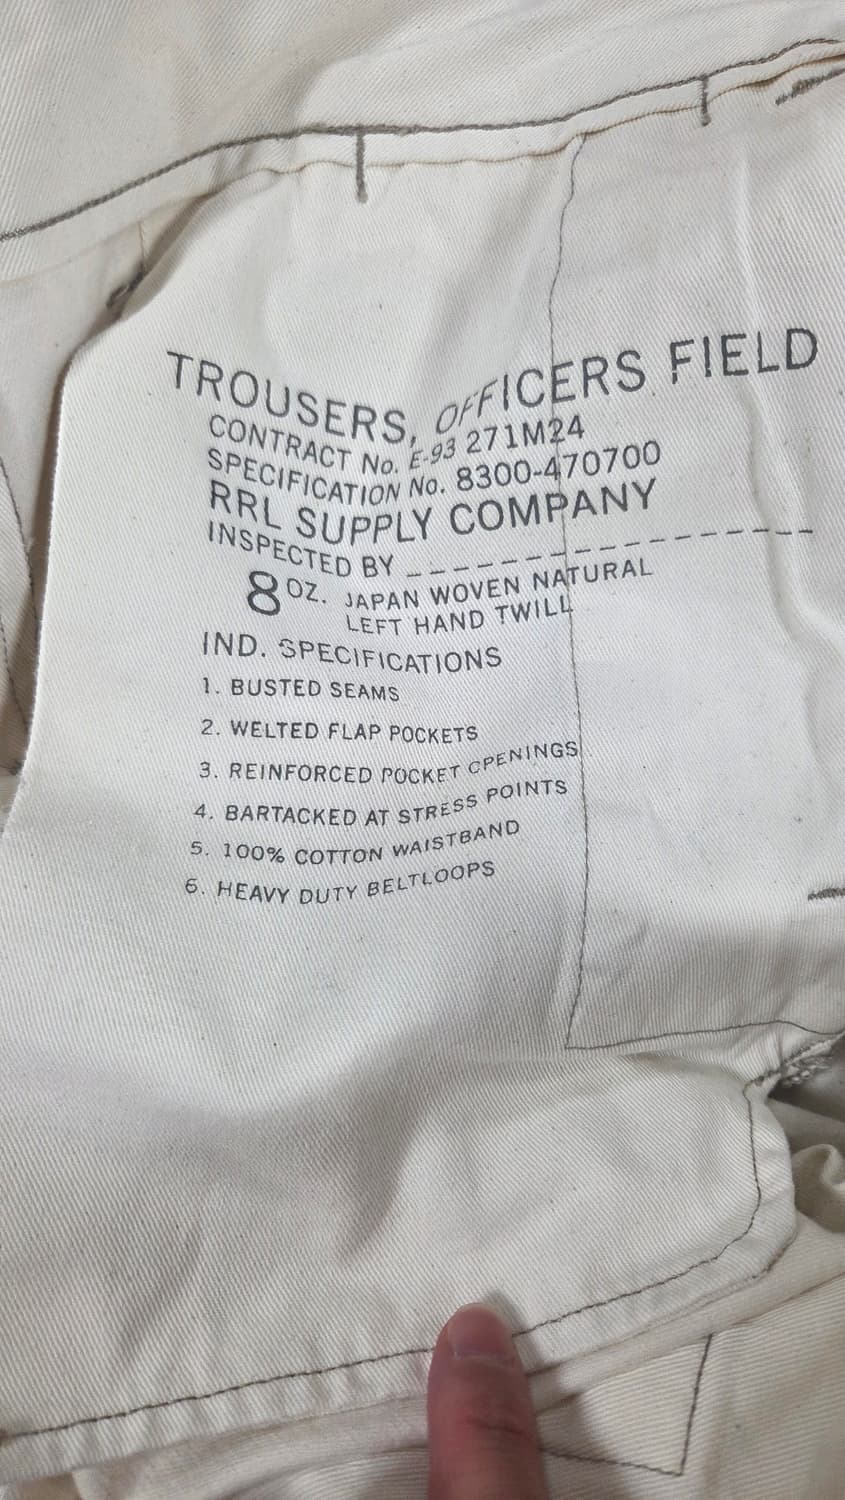 TROUSERS, OFFICERS FIELD
CONTRACT No. E-93 271M24
SPECIFICATION No. 8300-470700
RRL SUPPLY COMPANY
INSPECTED BY ------------------
8 OZ. JAPAN WOVEN NATURAL
LEFT HAND TWILL
IND. SPECIFICATIONS
1. BUSTED SEAMS
2. WELTED FLAP POCKETS
3. REINFORCED POCKET OPENINGS
4. BARTACKED AT STRESS POINTS
5. 100% COTTON WAISTBAND
6. HEAVY DUTY BELTLOOPS